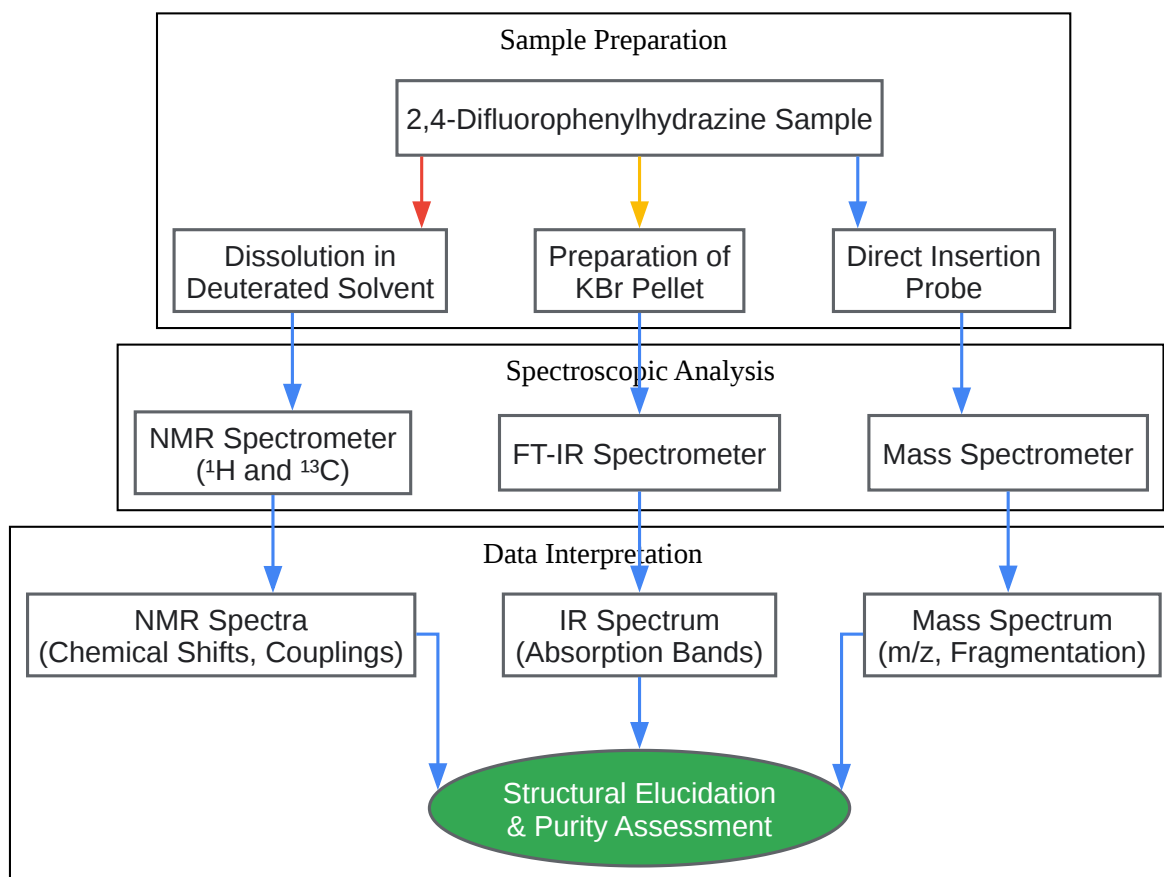 Sample Preparation
2,4-Difluorophenylhydrazine Sample
Dissolution in
Deuterated Solvent
Preparation of
KBr Pellet
Direct Insertion
Probe
Spectroscopic Analysis
NMR Spectrometer
(¹H and ¹³C)
FT-IR Spectrometer
Mass Spectrometer
Data Interpretation
NMR Spectra
(Chemical Shifts, Couplings)
IR Spectrum
(Absorption Bands)
Mass Spectrum
(m/z, Fragmentation)
Structural Elucidation
& Purity Assessment